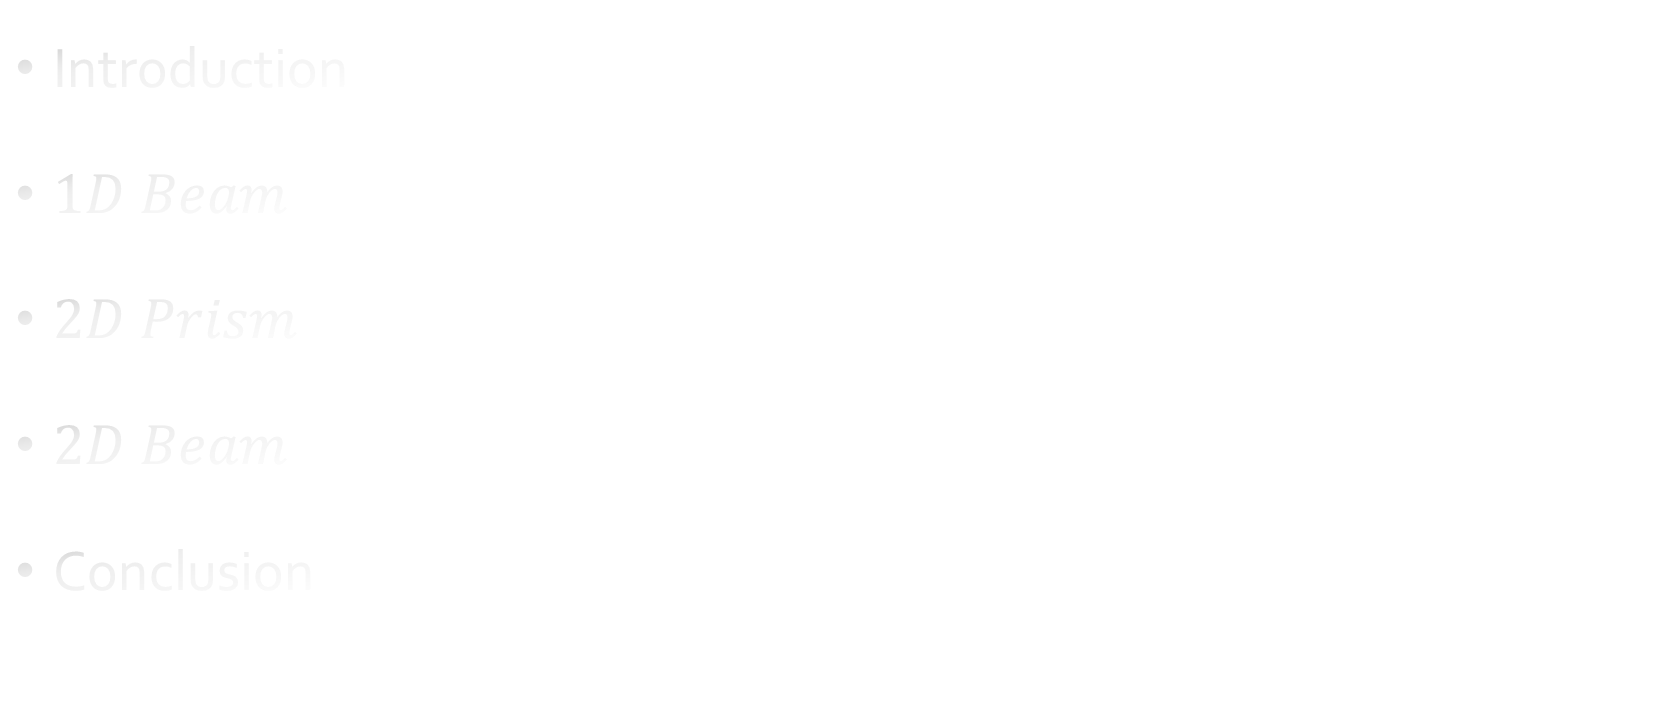 • Introduction
• 1D Beam
• 2D Prism
• 2D Beam
• Conclusion